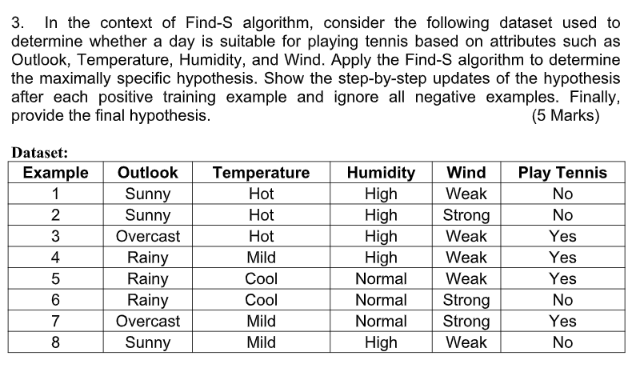 3. In the context of Find-S algorithm, consider the following dataset used to
determine whether a day is suitable for playing tennis based on attributes such as
Outlook, Temperature, Humidity, and Wind. Apply the Find-S algorithm to determine
the maximally specific hypothesis. Show the step-by-step updates of the hypothesis
after each positive training example and ignore all negative examples. Finally,
provide the final hypothesis. (5 Marks)
Dataset:
Example Outlook Temperature Humidity Wind Play Tennis
1 Sunny Hot High Weak No
2 Sunny Hot High Strong No
3 Overcast Hot High Weak Yes
4 Rainy Mild High Weak Yes
5 Rainy Cool Normal Weak Yes
6 Rainy Cool Normal Strong No
7 Overcast Mild Normal Strong Yes
8 Sunny Mild High Weak No